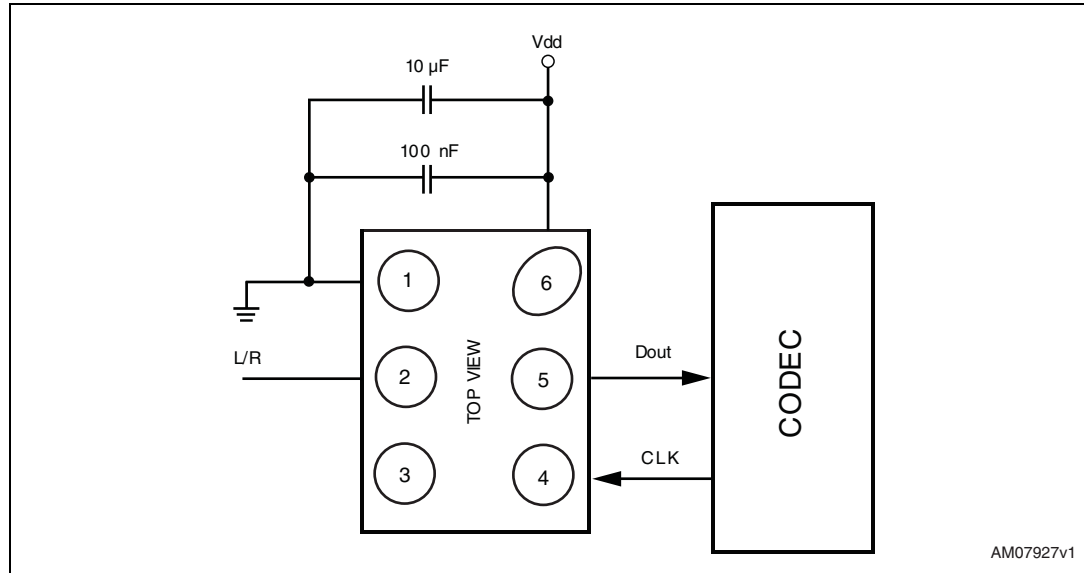 Vdd
10 µF
100 nF
1
6
L/R
2
TOP VIEW
5
Dout
3
4
CLK
CODEC
AM07927v1